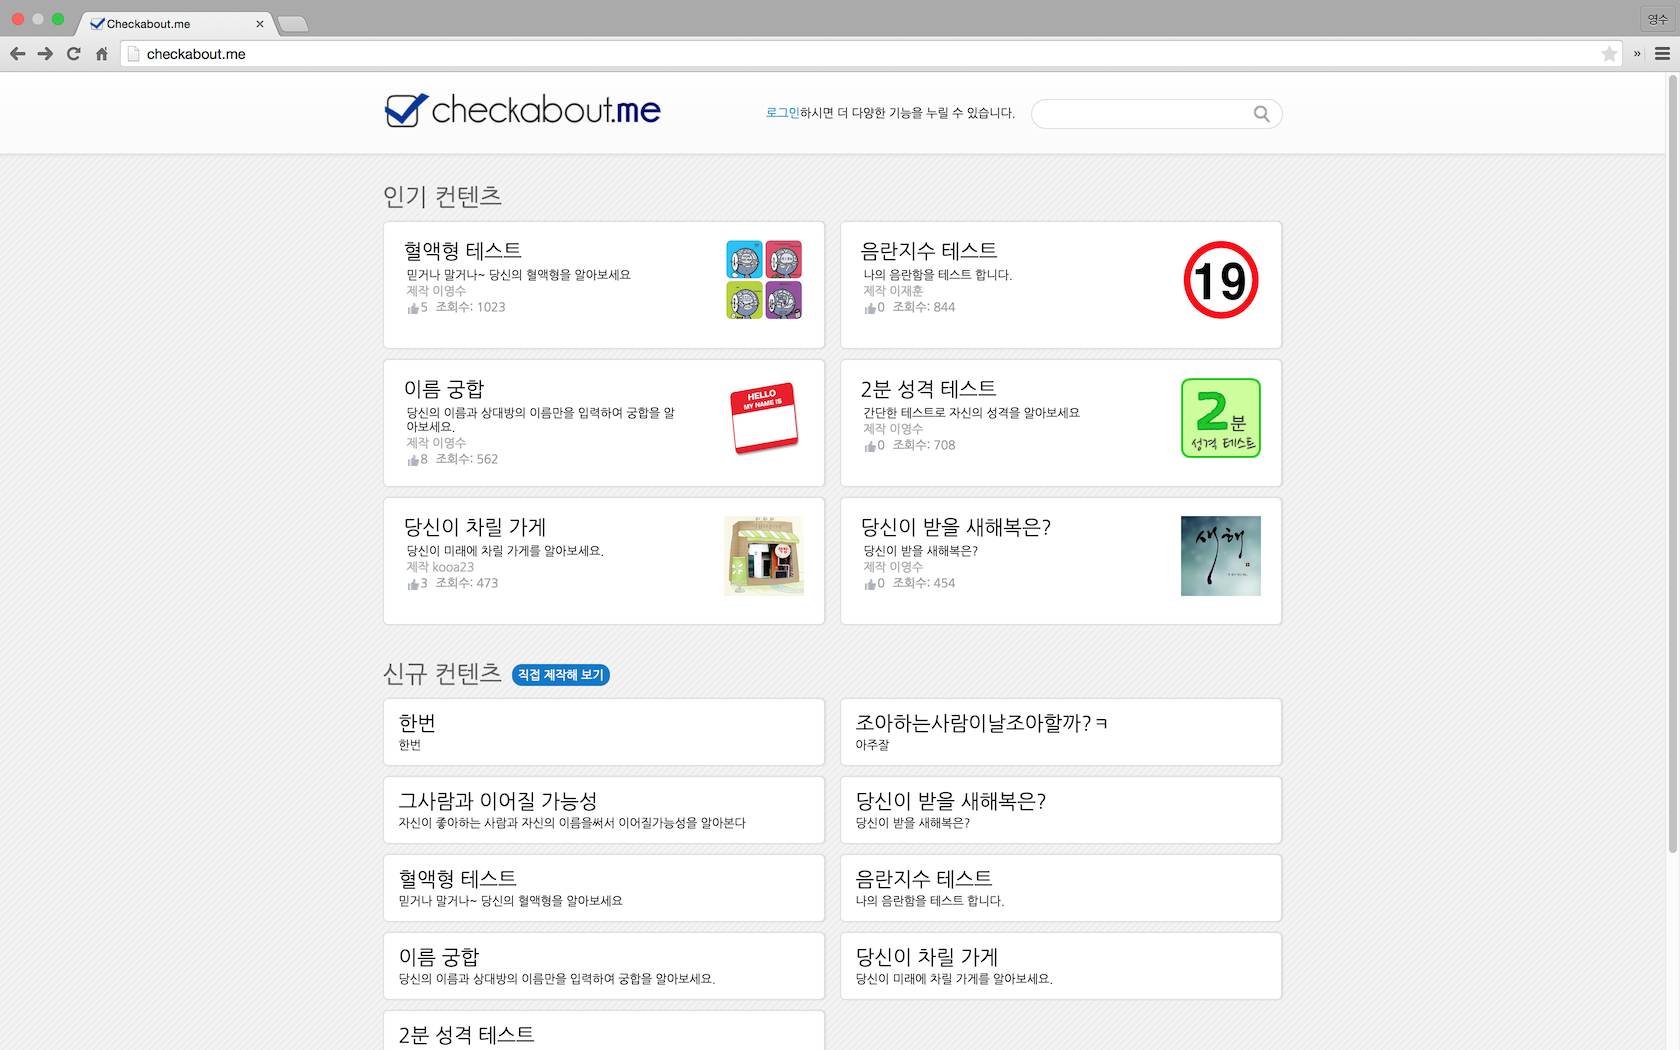 Checkabout.me
영수
checkabout.me
checkabout.me
로그인하시면 더 다양한 기능을 누릴 수 있습니다.
인기 컨텐츠
혈액형 테스트
믿거나 말거나~ 당신의 혈액형을 알아보세요
제작 이영수
5 조회수: 1023
음란지수 테스트
나의 음란함을 테스트 합니다.
제작 이재훈
0 조회수: 844
19
이름 궁합
당신의 이름과 상대방의 이름만을 입력하여 궁합을 알
아보세요.
제작 이영수
8 조회수: 562
HELLO
MY NAME IS
2분 성격 테스트
간단한 테스트로 자신의 성격을 알아보세요
제작 이영수
0 조회수: 708
2분
성격 테스트
당신이 차릴 가게
당신이 미래에 차릴 가게를 알아보세요.
제작 kooa23
3 조회수: 473
당신이 받을 새해복은?
당신이 받을 새해복은?
제작 이영수
0 조회수: 454
새해
신규 컨텐츠
직접 제작해 보기
한번
한번
조아하는사람이날조아할까?ㅋ
아주잘
그사람과 이어질 가능성
자신이 좋아하는 사람과 자신의 이름을써서 이어질가능성을 알아본다
당신이 받을 새해복은?
당신이 받을 새해복은?
혈액형 테스트
믿거나 말거나~ 당신의 혈액형을 알아보세요
음란지수 테스트
나의 음란함을 테스트 합니다.
이름 궁합
당신의 이름과 상대방의 이름만을 입력하여 궁합을 알아보세요.
당신이 차릴 가게
당신이 미래에 차릴 가게를 알아보세요.
2분 성격 테스트